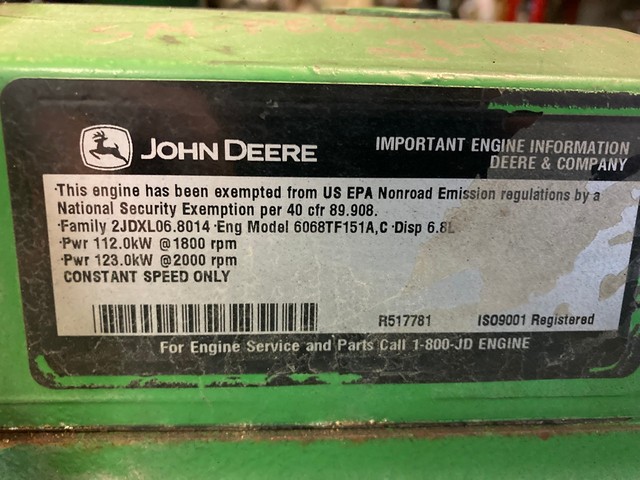 JOHN DEERE
IMPORTANT ENGINE INFORMATION
DEERE & COMPANY
·This engine has been exempted from US EPA Nonroad Emission regulations by a
National Security Exemption per 40 cfr 89.908.
·Family 2JDXL06.8014 ·Eng Model 6068TF151A,C ·Disp 6.8L
·Pwr 112.0kW @1800 rpm
·Pwr 123.0kW @2000 rpm
CONSTANT SPEED ONLY
R517781 ISO9001 Registered
For Engine Service and Parts Call 1-800-JD ENGINE